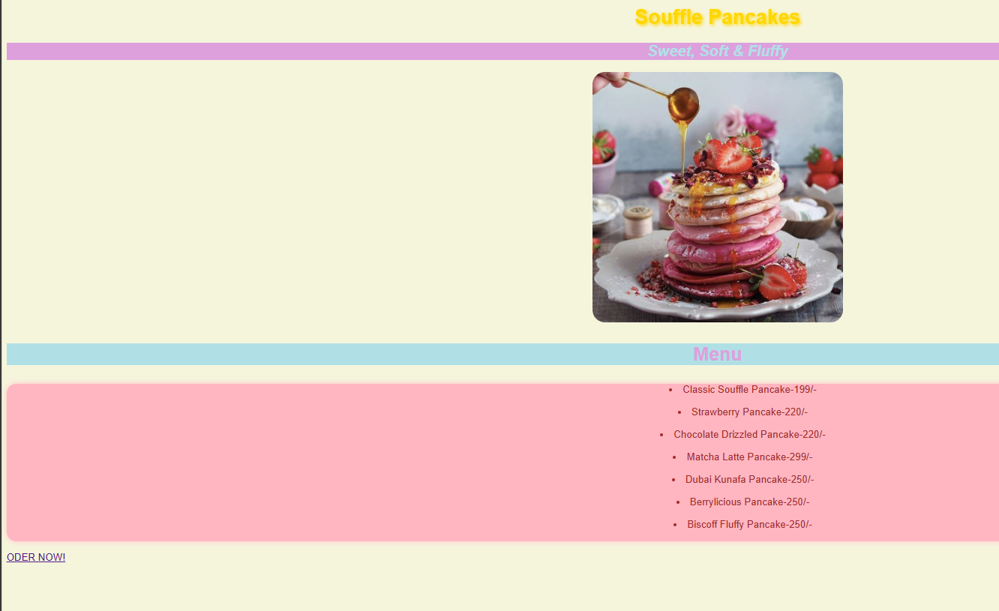 Souffle Pancakes
Sweet, Soft & Fluffy
Menu
• Classic Souffle Pancake-199/-
• Strawberry Pancake-220/-
• Chocolate Drizzled Pancake-220/-
• Matcha Latte Pancake-299/-
• Dubai Kunafa Pancake-250/-
• Berrylicious Pancake-250/-
• Biscoff Fluffy Pancake-250/-
ODER NOW!